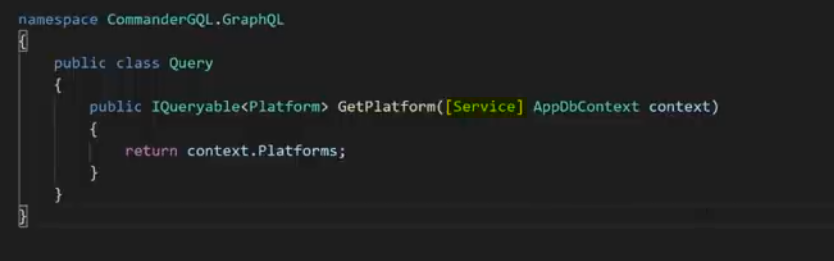 namespace CommanderGQL.GraphQL
{
    public class Query
    {
        public IQueryable<Platform> GetPlatform([Service] AppDbContext context)
        {
            return context.Platforms;
        }
    }
}